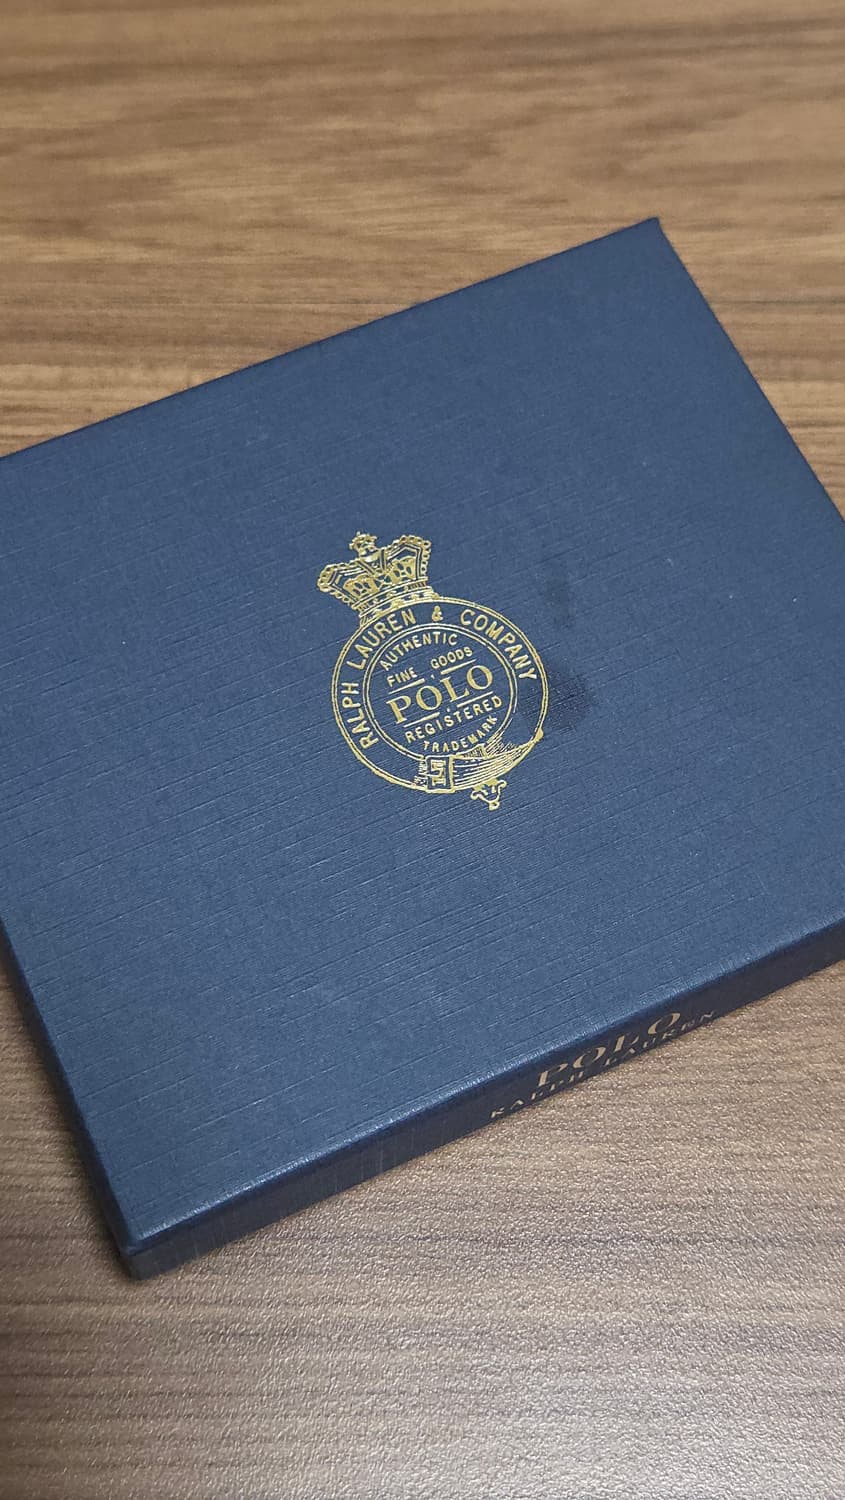 RALPH LAUREN & COMPANY
AUTHENTIC
FINE GOODS
POLO
REGISTERED
TRADEMARK
POLO
RALPH LAUREN